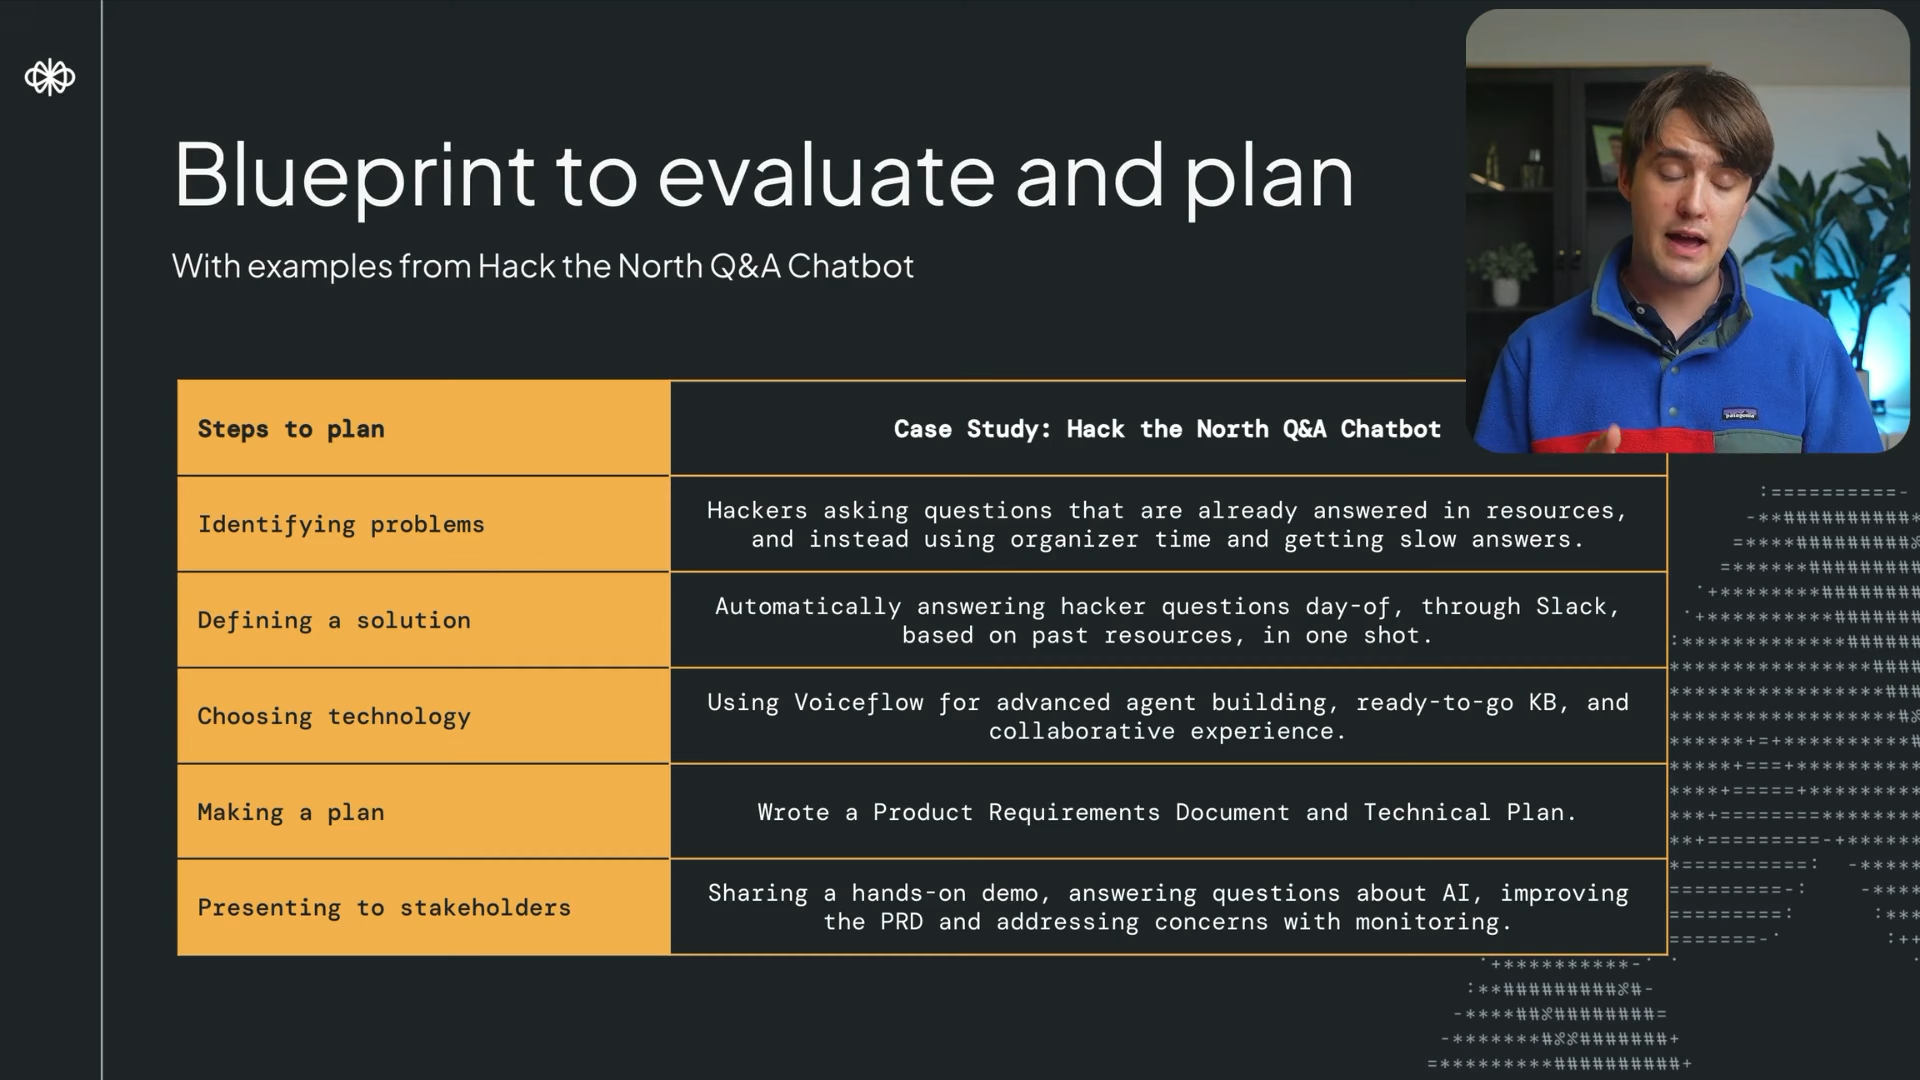 Blueprint to evaluate and plan
With examples from Hack the North Q&A Chatbot
Steps to plan
Case Study: Hack the North Q&A Chatbot
Identifying problems
Hackers asking questions that are already answered in resources,
and instead using organizer time and getting slow answers.
Defining a solution
Automatically answering hacker questions day-of, through Slack,
based on past resources, in one shot.
Choosing technology
Using Voiceflow for advanced agent building, ready-to-go KB, and
collaborative experience.
Making a plan
Wrote a Product Requirements Document and Technical Plan.
Presenting to stakeholders
Sharing a hands-on demo, answering questions about AI, improving
the PRD and addressing concerns with monitoring.
patagonia